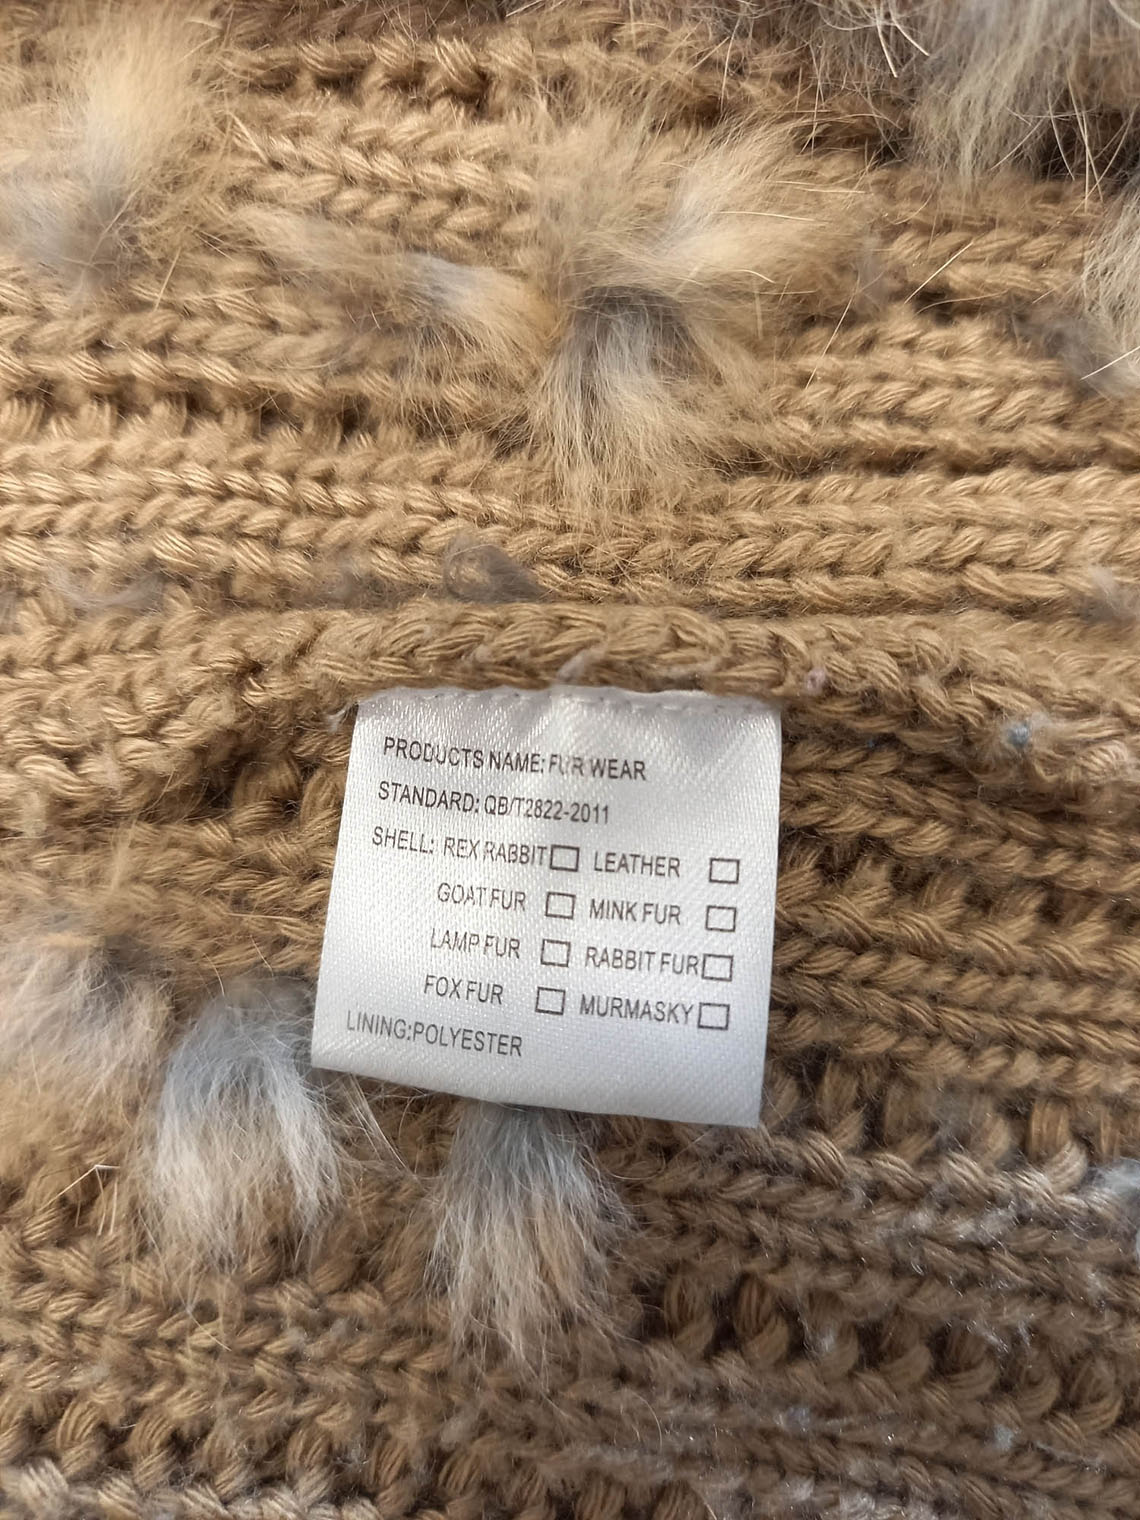 PRODUCTS NAME: FUR WEAR
STANDARD: QB/T2822-2011
SHELL: REX RABBIT☐ LEATHER ☐
GOAT FUR ☐ MINK FUR ☐
LAMP FUR ☐ RABBIT FUR☐
FOX FUR ☐ MURMASKY☐
LINING:POLYESTER